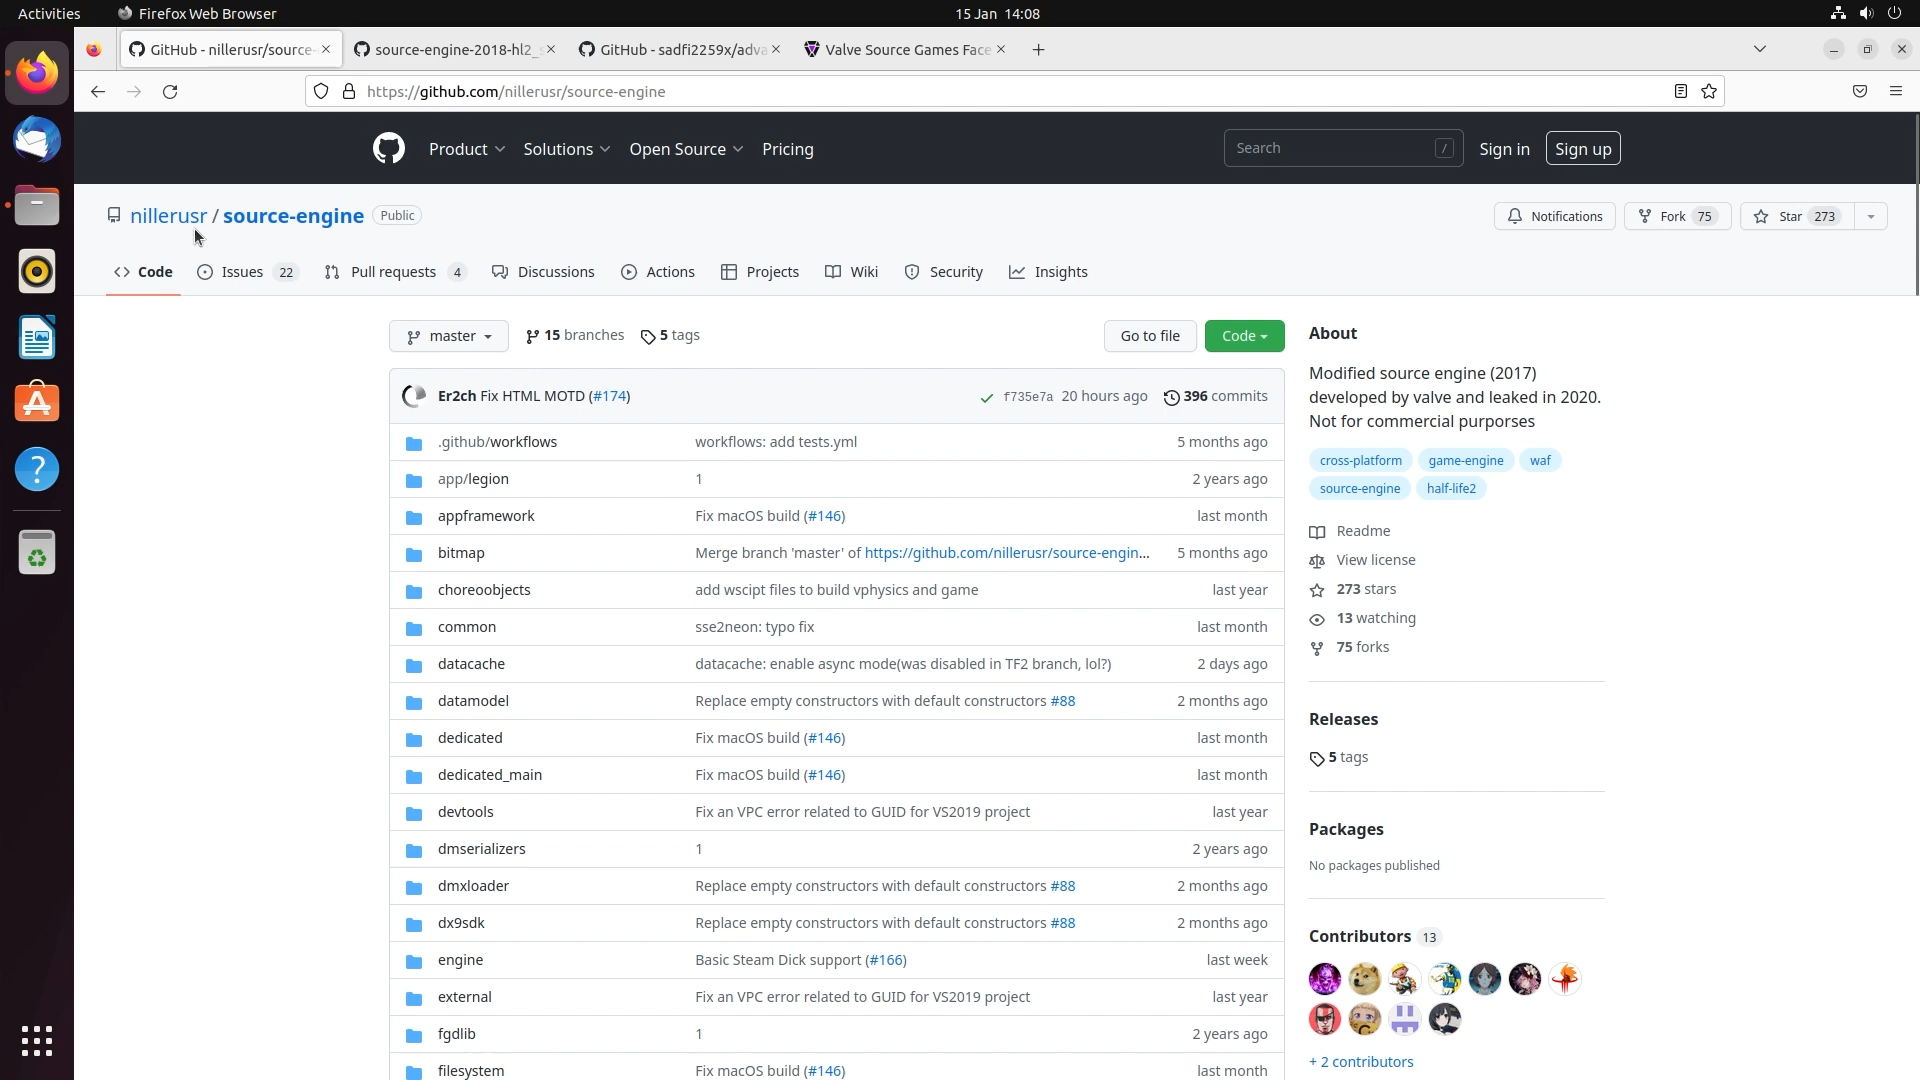 Activities Firefox Web Browser 15 Jan 14:08
GitHub - nillerusr/source- source-engine-2018-hl2_s GitHub - sadfi2259x/adva Valve Source Games Face
https://github.com/nillerusr/source-engine
Product Solutions Open Source Pricing Search / Sign in Sign up
nillerusr / source-engine Public Notifications Fork 75 Star 273
Code Issues 22 Pull requests 4 Discussions Actions Projects Wiki Security Insights
master 15 branches 5 tags Go to file Code
Er2ch Fix HTML MOTD (#174) f735e7a 20 hours ago 396 commits
.github/workflows workflows: add tests.yml 5 months ago
app/legion 1 2 years ago
appframework Fix macOS build (#146) last month
bitmap Merge branch 'master' of https://github.com/nillerusr/source-engin... 5 months ago
choreoobjects add wscipt files to build vphysics and game last year
common sse2neon: typo fix last month
datacache datacache: enable async mode(was disabled in TF2 branch, lol?) 2 days ago
datamodel Replace empty constructors with default constructors #88 2 months ago
dedicated Fix macOS build (#146) last month
dedicated_main Fix macOS build (#146) last month
devtools Fix an VPC error related to GUID for VS2019 project last year
dmserializers 1 2 years ago
dmxloader Replace empty constructors with default constructors #88 2 months ago
dx9sdk Replace empty constructors with default constructors #88 2 months ago
engine Basic Steam Dick support (#166) last week
external Fix an VPC error related to GUID for VS2019 project last year
fgdlib 1 2 years ago
filesystem Fix macOS build (#146) last month
About
Modified source engine (2017)
developed by valve and leaked in 2020.
Not for commercial purporses
cross-platform game-engine waf
source-engine half-life2
Readme
View license
273 stars
13 watching
75 forks
Releases
5 tags
Packages
No packages published
Contributors 13
+ 2 contributors